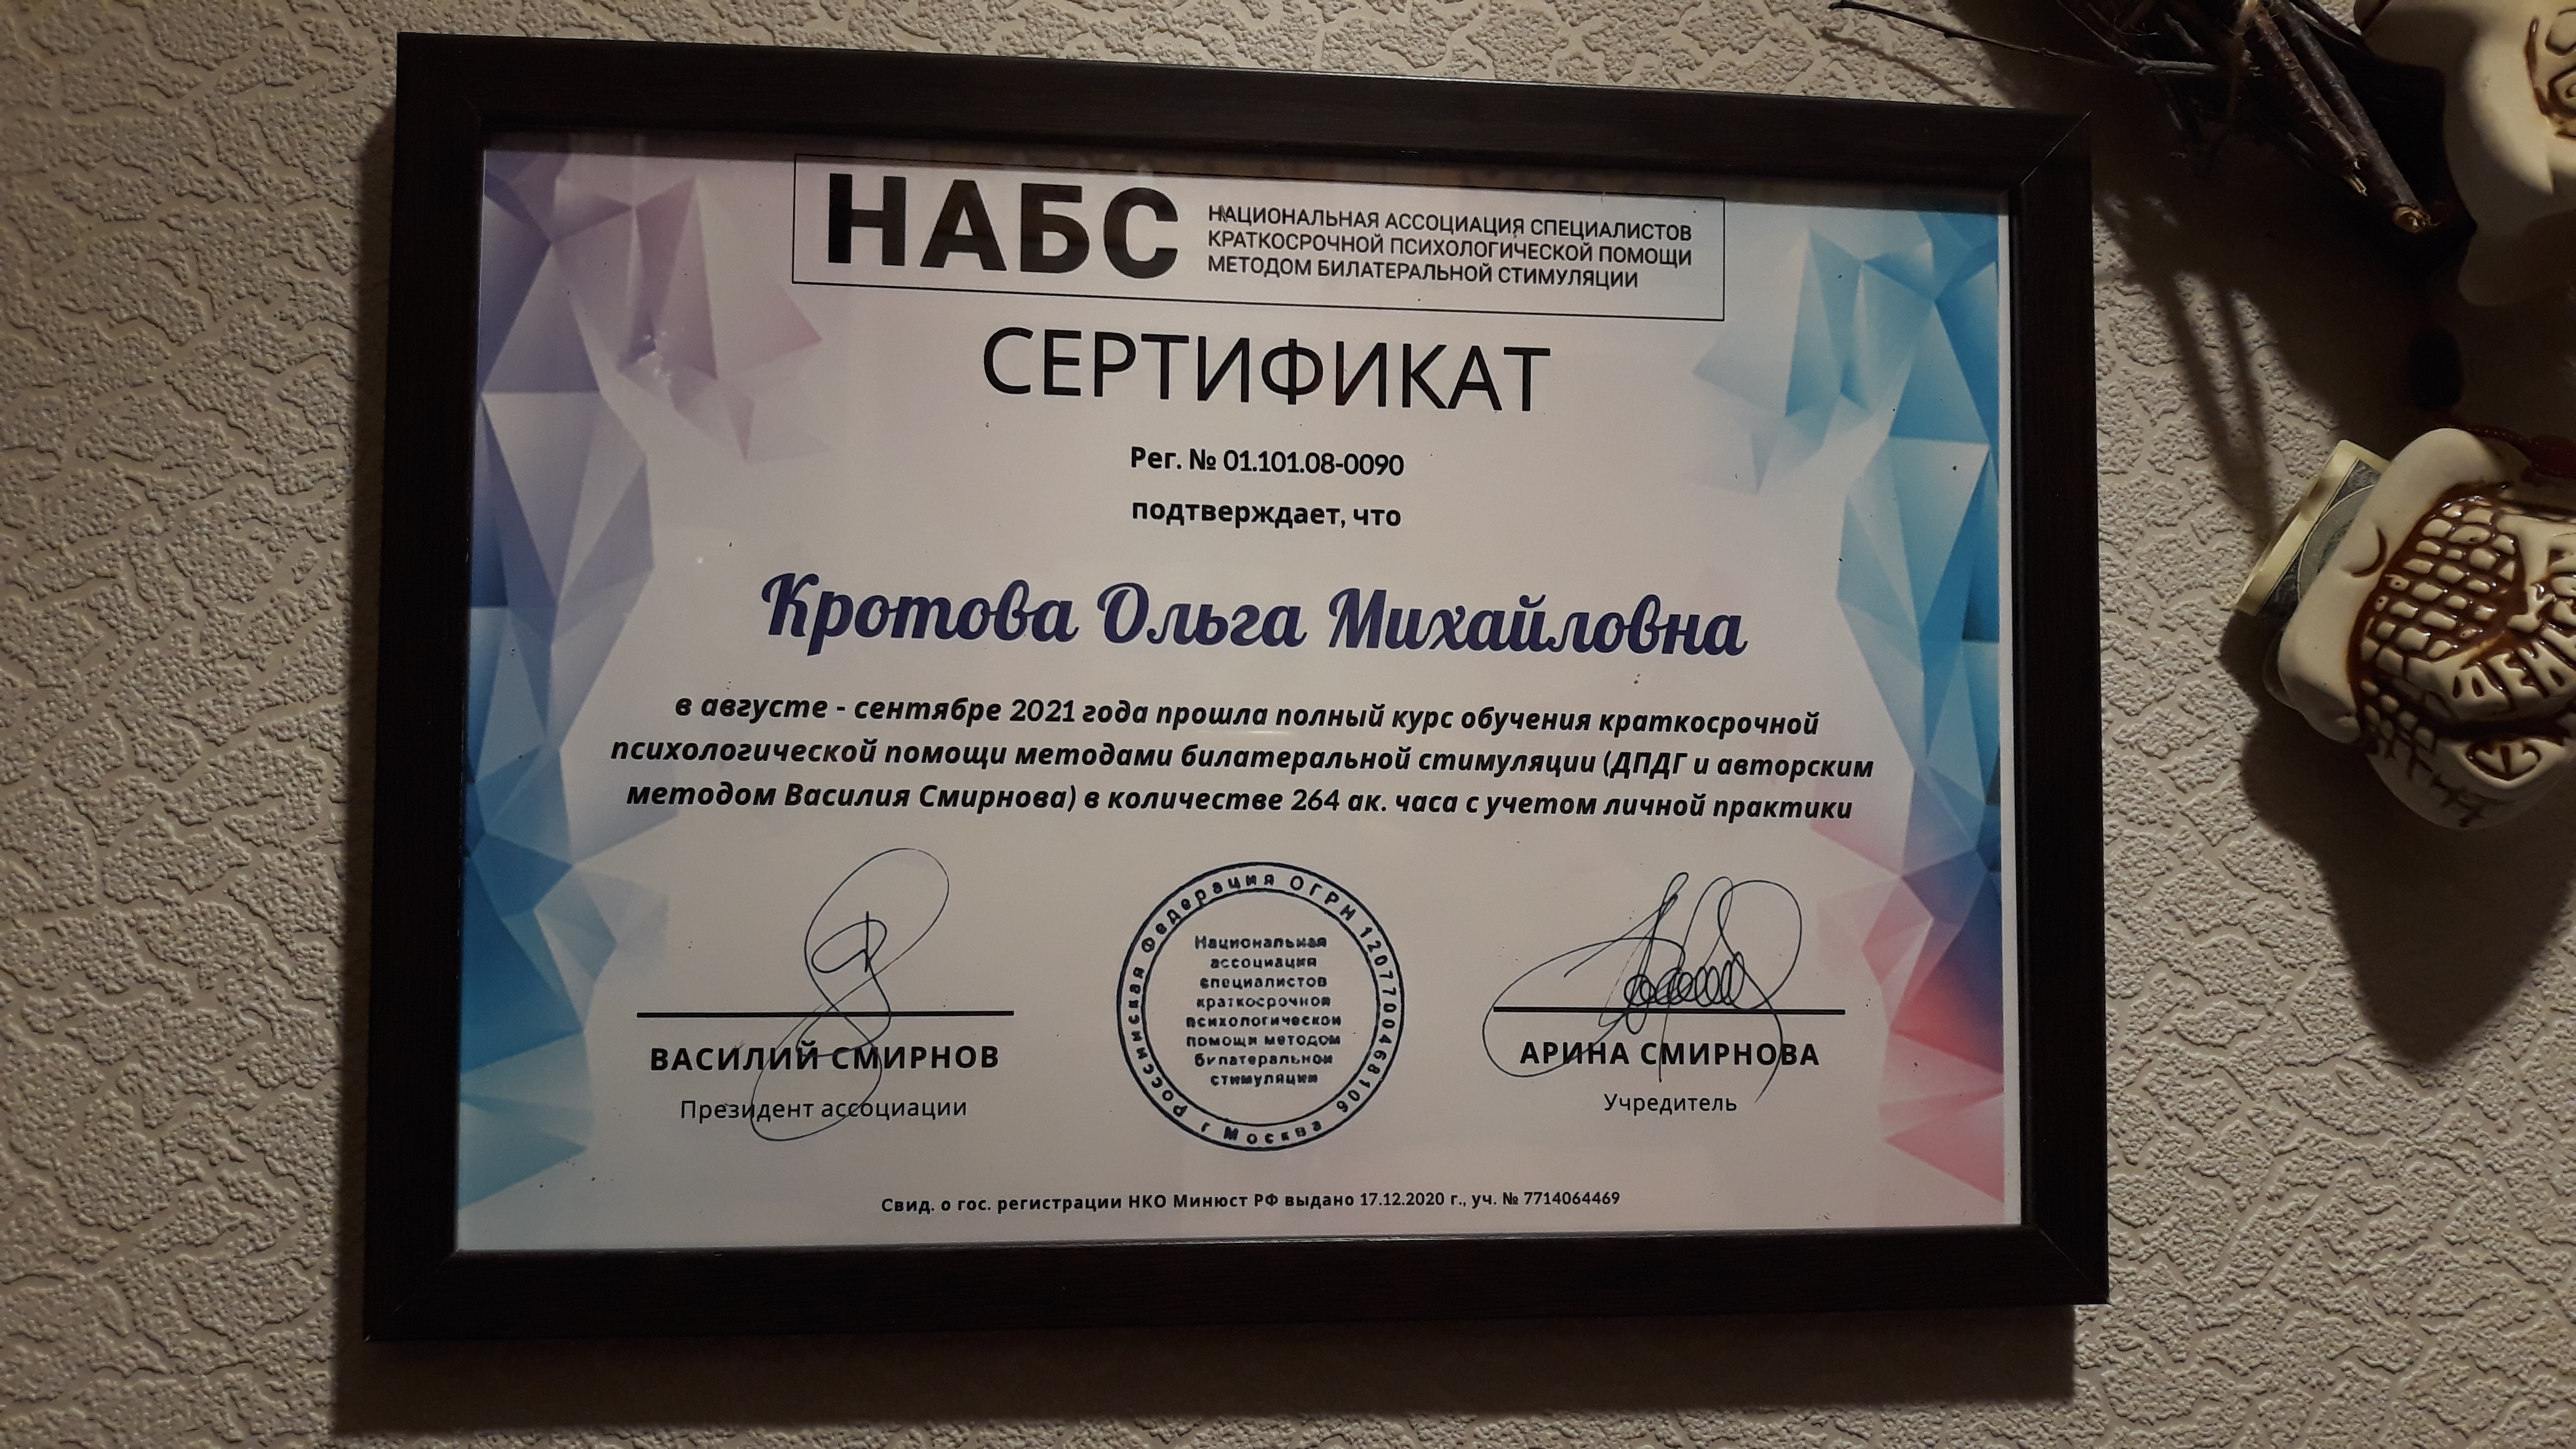 НАБС
НАЦИОНАЛЬНАЯ АССОЦИАЦИЯ СПЕЦИАЛИСТОВ
КРАТКОСРОЧНОЙ ПСИХОЛОГИЧЕСКОЙ ПОМОЩИ
МЕТОДОМ БИЛАТЕРАЛЬНОЙ СТИМУЛЯЦИИ
СЕРТИФИКАТ
Рег. № 01.101.08-0090
подтверждает, что
Кротова Ольга Михайловна
в августе - сентябре 2021 года прошла полный курс обучения краткосрочной
психологической помощи методами билатеральной стимуляции (ДПДГ и авторским
методом Василия Смирнова) в количестве 264 ак. часа с учетом личной практики
Российская Федерация ОГРН 1207700468106
г Москва
Национальная
ассоциация
специалистов
краткосрочной
психологической
помощи методом
билатеральной
стимуляции
ВАСИЛИЙ СМИРНОВ
Президент ассоциации
АРИНА СМИРНОВА
Учредитель
Свид. о гос. регистрации НКО Минюст РФ выдано 17.12.2020 г., уч. № 7714064469